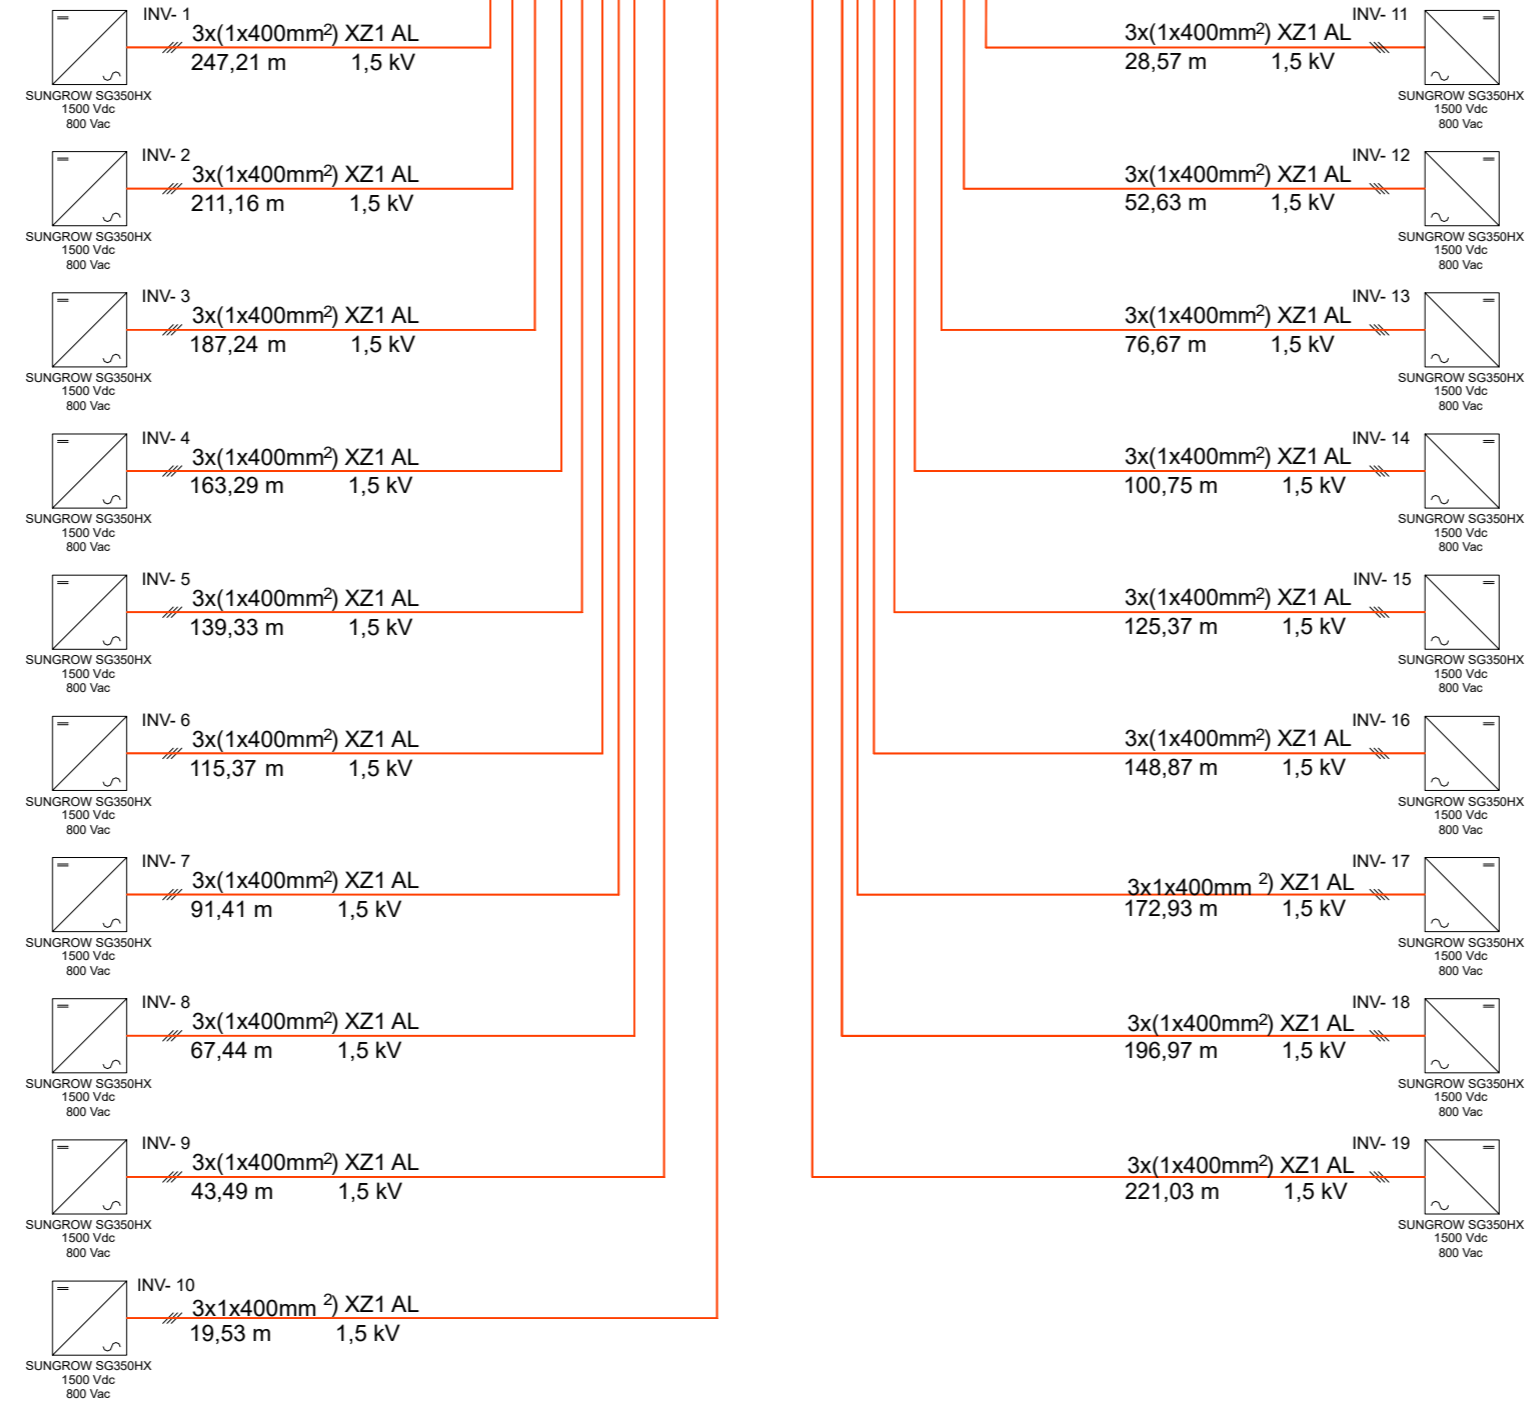 INV- 1
3x(1x400mm²) XZ1 AL
247,21 m 1,5 kV
SUNGROW SG350HX
1500 Vdc
800 Vac
INV- 2
3x(1x400mm²) XZ1 AL
211,16 m 1,5 kV
SUNGROW SG350HX
1500 Vdc
800 Vac
INV- 3
3x(1x400mm²) XZ1 AL
187,24 m 1,5 kV
SUNGROW SG350HX
1500 Vdc
800 Vac
INV- 4
3x(1x400mm²) XZ1 AL
163,29 m 1,5 kV
SUNGROW SG350HX
1500 Vdc
800 Vac
INV- 5
3x(1x400mm²) XZ1 AL
139,33 m 1,5 kV
SUNGROW SG350HX
1500 Vdc
800 Vac
INV- 6
3x(1x400mm²) XZ1 AL
115,37 m 1,5 kV
SUNGROW SG350HX
1500 Vdc
800 Vac
INV- 7
3x(1x400mm²) XZ1 AL
91,41 m 1,5 kV
SUNGROW SG350HX
1500 Vdc
800 Vac
INV- 8
3x(1x400mm²) XZ1 AL
67,44 m 1,5 kV
SUNGROW SG350HX
1500 Vdc
800 Vac
INV- 9
3x(1x400mm²) XZ1 AL
43,49 m 1,5 kV
SUNGROW SG350HX
1500 Vdc
800 Vac
INV- 10
3x1x400mm ²) XZ1 AL
19,53 m 1,5 kV
SUNGROW SG350HX
1500 Vdc
800 Vac
INV- 11
3x(1x400mm²) XZ1 AL
28,57 m 1,5 kV
SUNGROW SG350HX
1500 Vdc
800 Vac
INV- 12
3x(1x400mm²) XZ1 AL
52,63 m 1,5 kV
SUNGROW SG350HX
1500 Vdc
800 Vac
INV- 13
3x(1x400mm²) XZ1 AL
76,67 m 1,5 kV
SUNGROW SG350HX
1500 Vdc
800 Vac
INV- 14
3x(1x400mm²) XZ1 AL
100,75 m 1,5 kV
SUNGROW SG350HX
1500 Vdc
800 Vac
INV- 15
3x(1x400mm²) XZ1 AL
125,37 m 1,5 kV
SUNGROW SG350HX
1500 Vdc
800 Vac
INV- 16
3x(1x400mm²) XZ1 AL
148,87 m 1,5 kV
SUNGROW SG350HX
1500 Vdc
800 Vac
INV- 17
3x1x400mm ²) XZ1 AL
172,93 m 1,5 kV
SUNGROW SG350HX
1500 Vdc
800 Vac
INV- 18
3x(1x400mm²) XZ1 AL
196,97 m 1,5 kV
SUNGROW SG350HX
1500 Vdc
800 Vac
INV- 19
3x(1x400mm²) XZ1 AL
221,03 m 1,5 kV
SUNGROW SG350HX
1500 Vdc
800 Vac